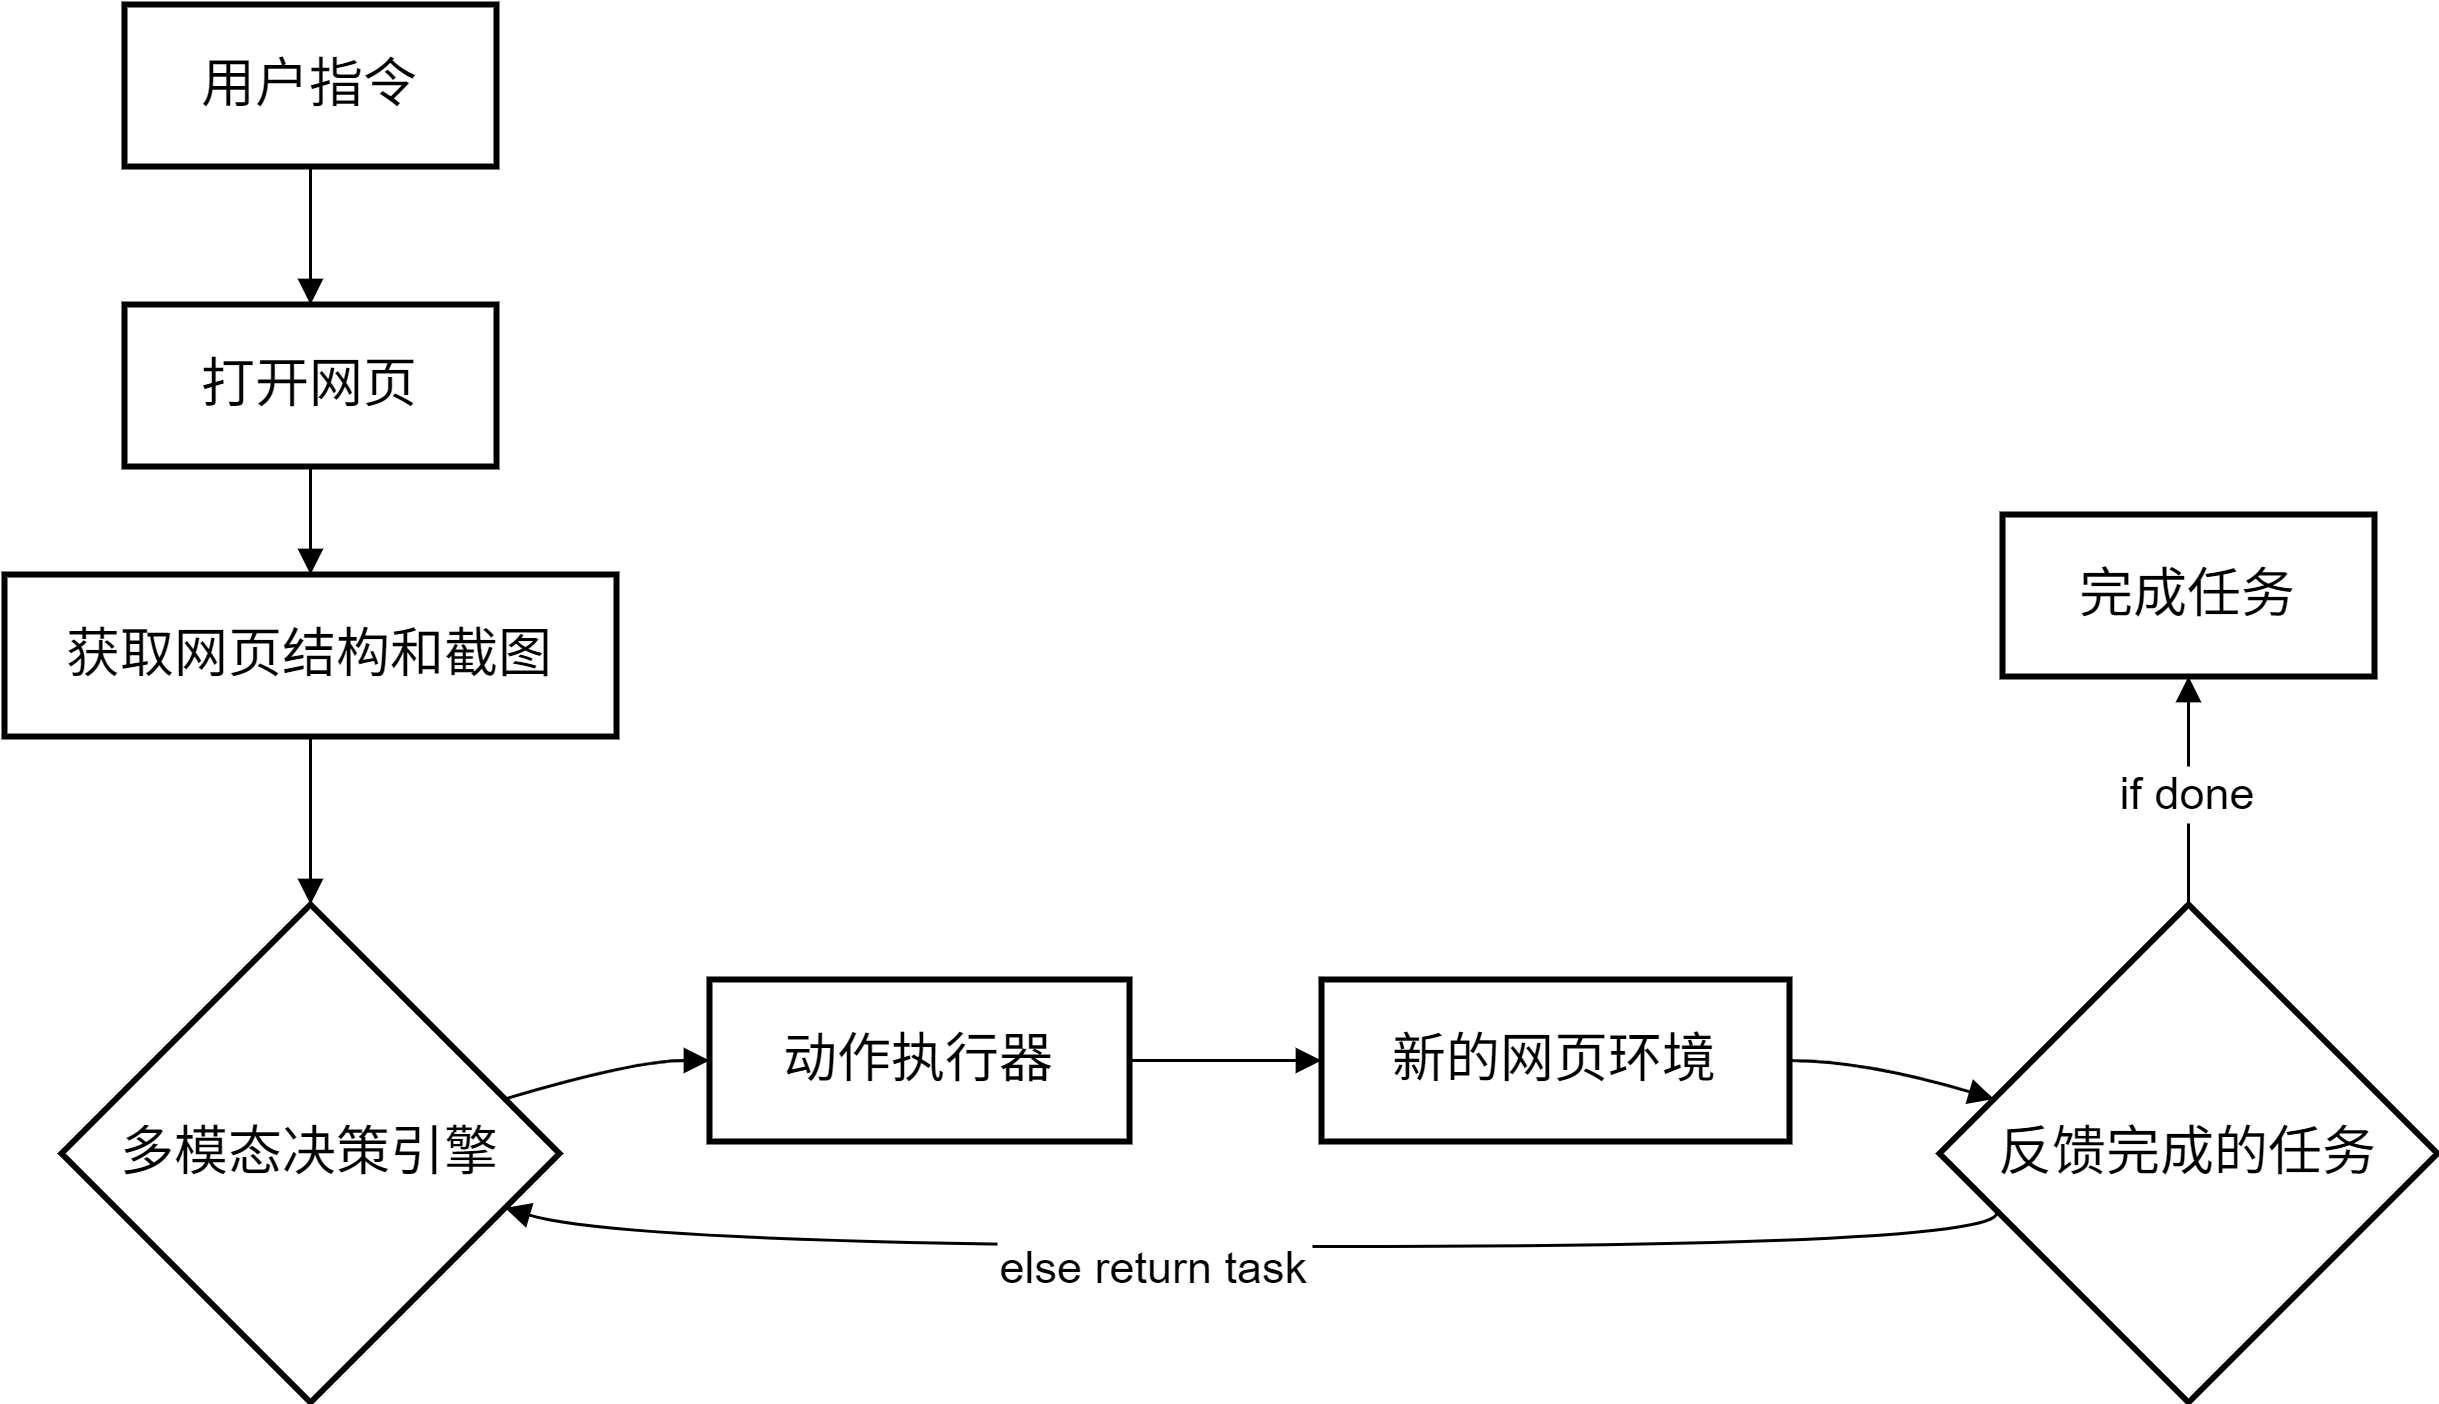 用户指令
打开网页
获取网页结构和截图
多模态决策引擎
动作执行器
新的网页环境
反馈完成的任务
if done
完成任务
else return task